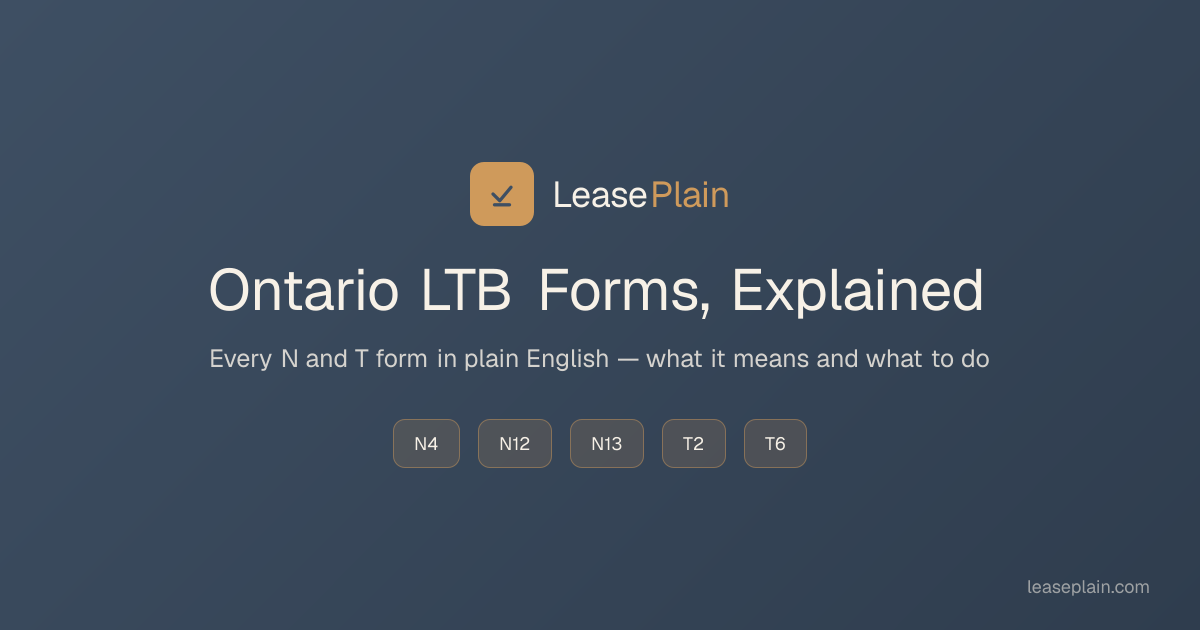 LeasePlain
Ontario LTB Forms, Explained
Every N and T form in plain English — what it means and what to do
N4 N12 N13 T2 T6
leaseplain.com